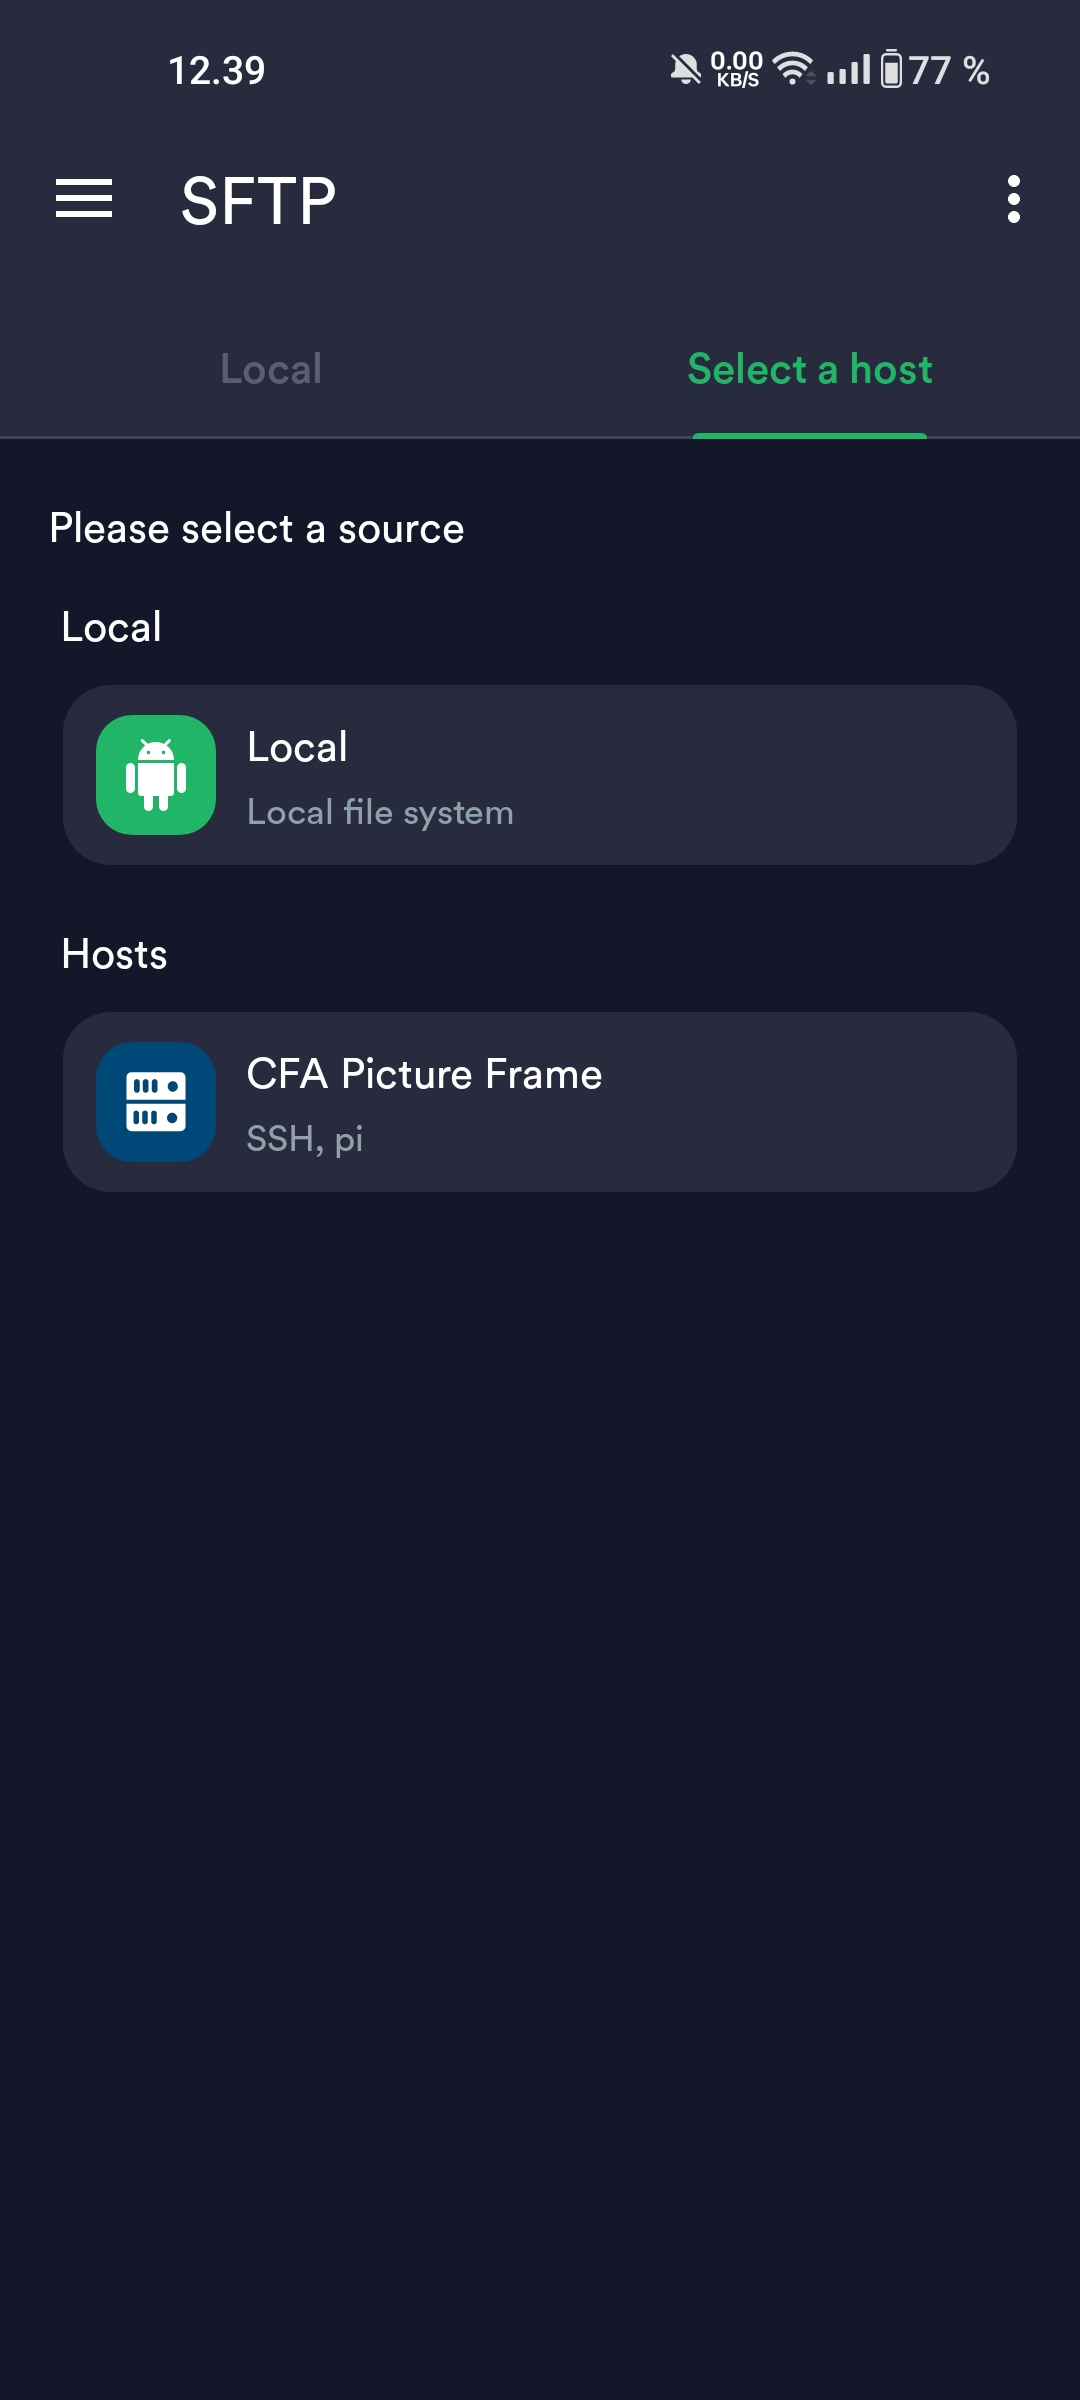 12.39
0.00
KB/S
77 %
SFTP
Local
Select a host
Please select a source
Local
Local
Local file system
Hosts
CFA Picture Frame
SSH, pi